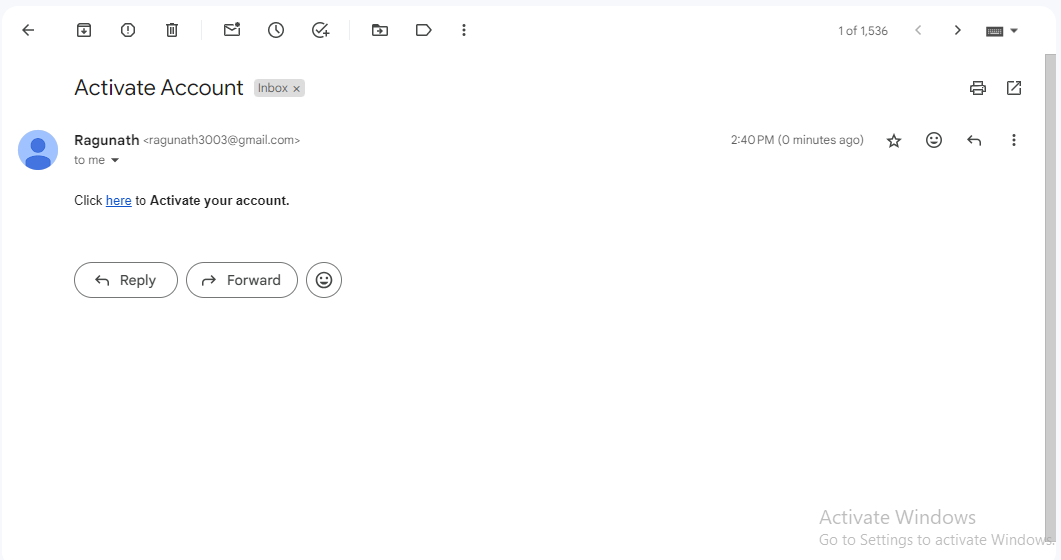 1 of 1,536
Activate Account Inbox ×
Ragunath <ragunath3003@gmail.com> 2:40 PM (0 minutes ago)
to me
Click here to Activate your account.
Reply Forward
Activate Windows
Go to Settings to activate Windows.